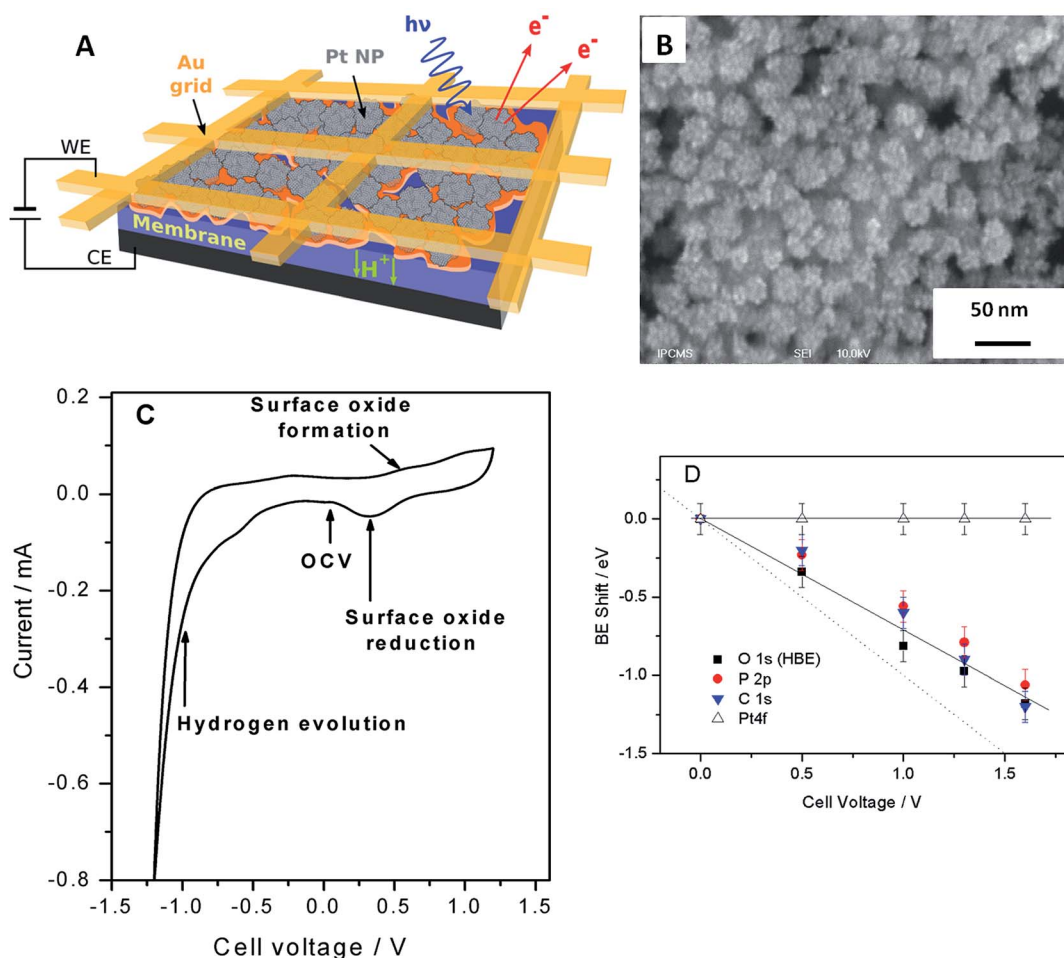 A
Au
grid
Pt NP
hν
e-
e-
WE
CE
Membrane
H+
B
50 nm
IPCMS SEI 10.0kV
C
Surface oxide
formation
OCV
Surface oxide
reduction
Hydrogen evolution
0.2
0.0
-0.2
-0.4
-0.6
-0.8
Current / mA
-1.5 -1.0 -0.5 0.0 0.5 1.0 1.5
Cell voltage / V
D
0.0
-0.5
-1.0
-1.5
BE Shift / eV
O 1s (HBE)
P 2p
C 1s
Pt4f
0.0 0.5 1.0 1.5
Cell Voltage / V